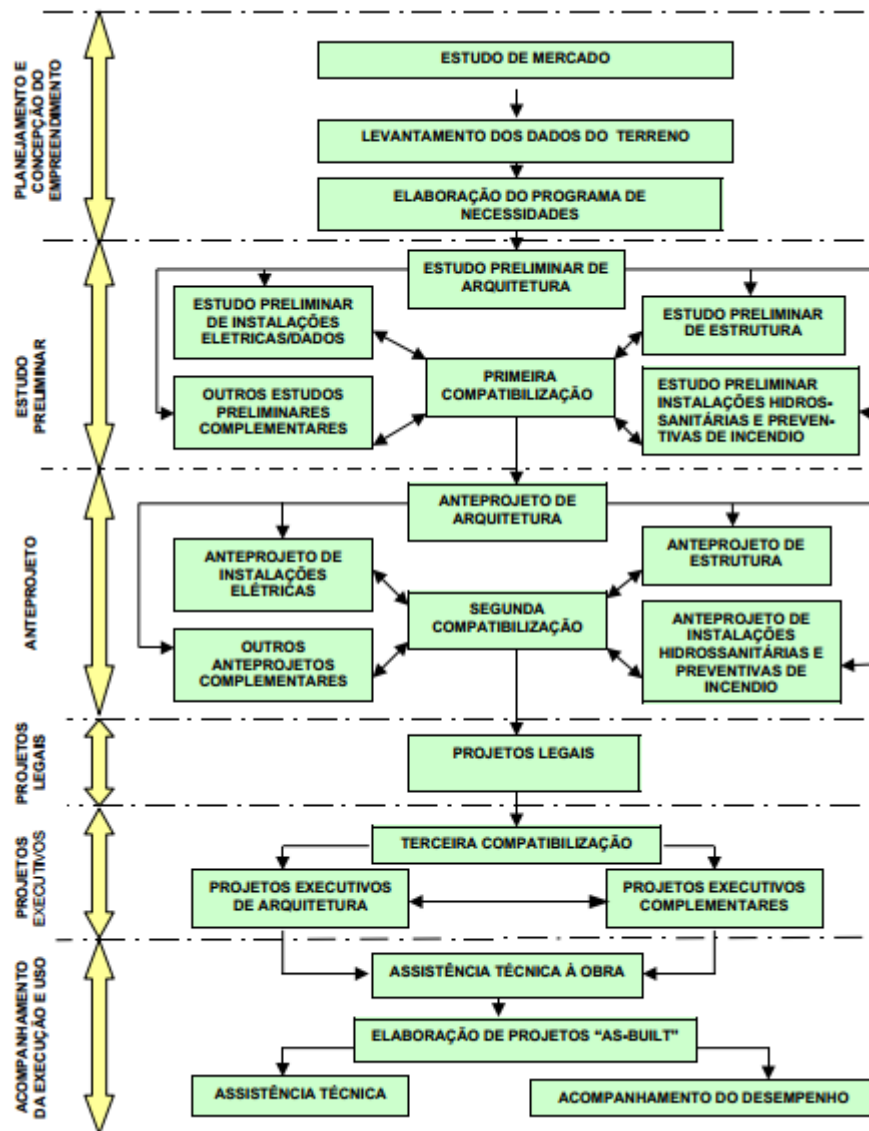 PLANEJAMENTO E
CONCEPÇÃO DO
EMPREENDIMENTO
ESTUDO DE MERCADO
LEVANTAMENTO DOS DADOS DO TERRENO
ELABORAÇÃO DO PROGRAMA DE
NECESSIDADES
ESTUDO
PRELIMINAR
ESTUDO PRELIMINAR DE
ARQUITETURA
ESTUDO PRELIMINAR
DE INSTALAÇÕES
ELETRICAS/DADOS
ESTUDO PRELIMINAR
DE ESTRUTURA
PRIMEIRA
COMPATIBILIZAÇÃO
OUTROS ESTUDOS
PRELIMINARES
COMPLEMENTARES
ESTUDO PRELIMINAR
INSTALAÇÕES HIDROS-
SANITÁRIAS E PREVEN-
TIVAS DE INCENDIO
ANTEPROJETO
ANTEPROJETO DE
ARQUITETURA
ANTEPROJETO DE
INSTALAÇÕES
ELÉTRICAS
ANTEPROJETO DE
ESTRUTURA
SEGUNDA
COMPATIBILIZAÇÃO
OUTROS
ANTEPROJETOS
COMPLEMENTARES
ANTEPROJETO DE
INSTALAÇÕES
HIDROSSANITÁRIAS E
PREVENTIVAS DE
INCENDIO
PROJETOS
LEGAIS
PROJETOS LEGAIS
PROJETOS
EXECUTIVOS
TERCEIRA COMPATIBILIZAÇÃO
PROJETOS EXECUTIVOS
DE ARQUITETURA
PROJETOS EXECUTIVOS
COMPLEMENTARES
ACOMPANHAMENTO
DA EXECUÇÃO E USO
ASSISTÊNCIA TÉCNICA À OBRA
ELABORAÇÃO DE PROJETOS “AS-BUILT”
ASSISTÊNCIA TÉCNICA
ACOMPANHAMENTO DO DESEMPENHO